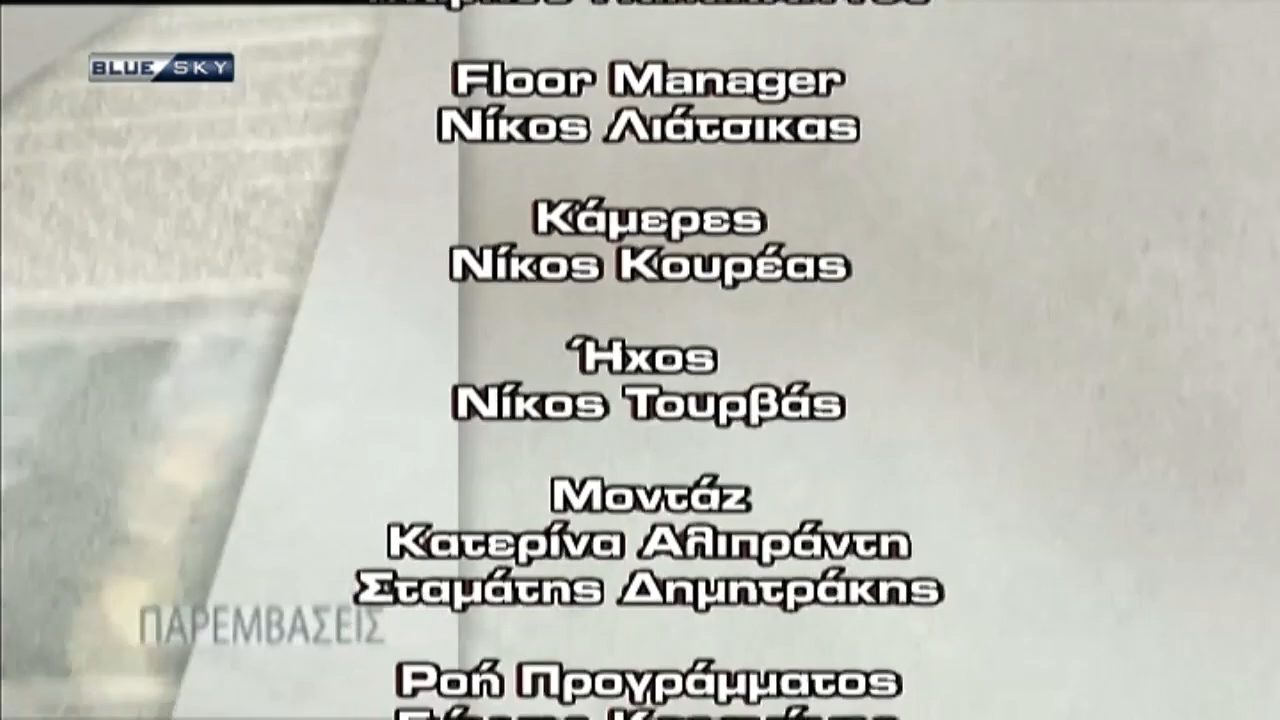 BLUE SKY
Floor Manager
Νίκος Λιάτσικας
Κάμερες
Νίκος Κουρέας
Ήχος
Νίκος Τουρβάς
Μοντάζ
Κατερίνα Αλιπράντη
Σταμάτης Δημητράκης
ΠΑΡΕΜΒΑΣΕΙΣ
Ροή Προγράμματος